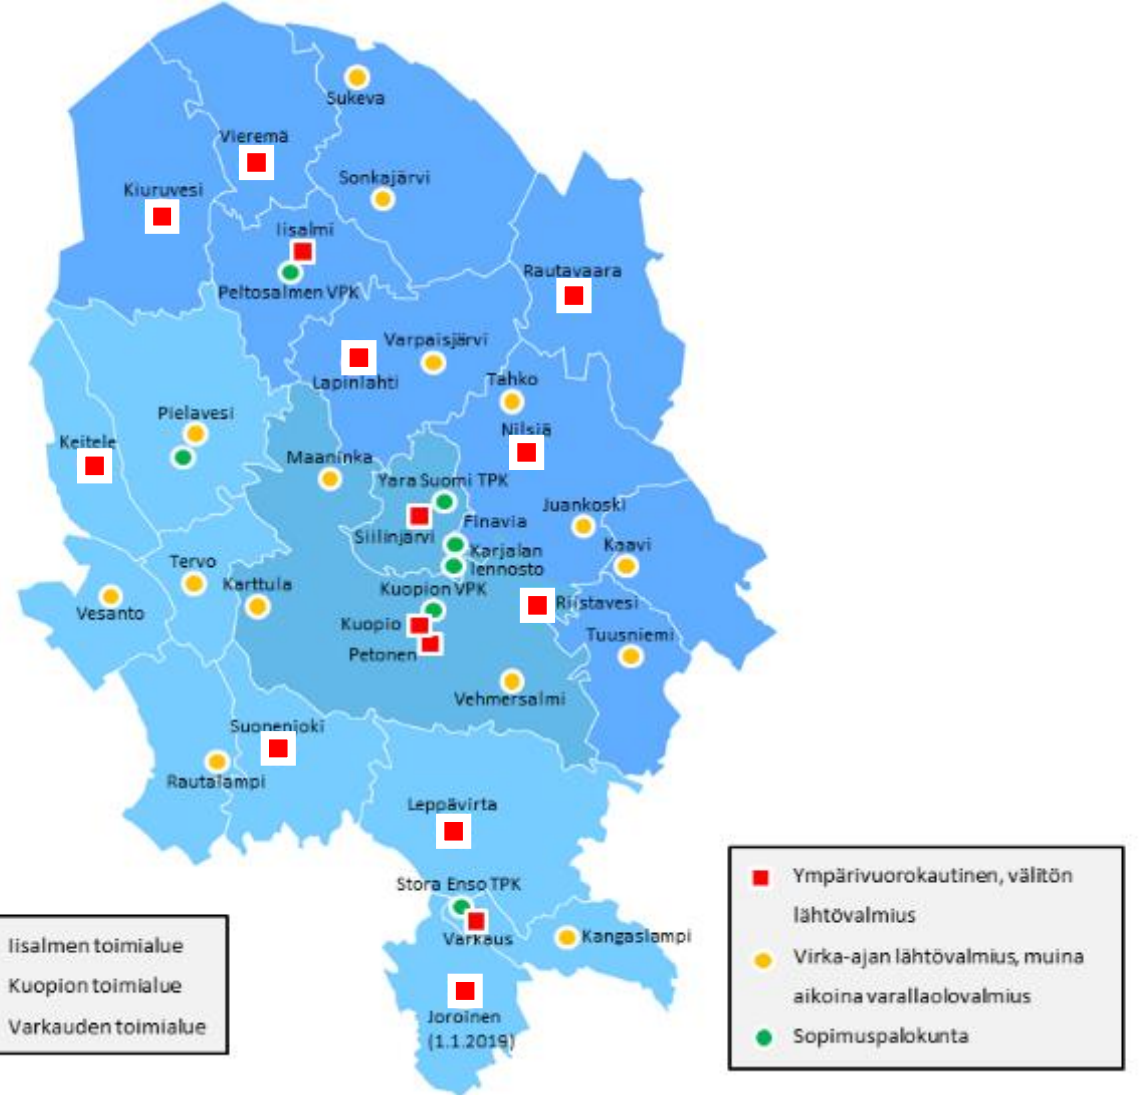 Sukeva
Vieremä
Sonkajärvi
Kiuruvesi
Iisalmi
Rautavaara
Peltosalmen VPK
Varpaisjärvi
Lapinlahti
Tahko
Pielavesi
Nilsiä
Keitele
Maaninka
Yara Suomi TPK
Juankoski
Finavia
Siilinjärvi
Kaavi
Karjalan
lennosto
Tervo
Karttula
Kuopion VPK
Vesanto
Riistavesi
Kuopio
Tuusniemi
Petonen
Vehmersalmi
Suonenjoki
Rautalampi
Leppävirta
Stora Enso TPK
Varkaus
Kangaslampi
Joroinen
(1.1.2019)
Iisalmen toimialue
Kuopion toimialue
Varkauden toimialue
Ympärivuorokautinen, välitön
lähtövalmius
Virka-ajan lähtövalmius, muina
aikoina varallaolovalmius
Sopimuspalokunta